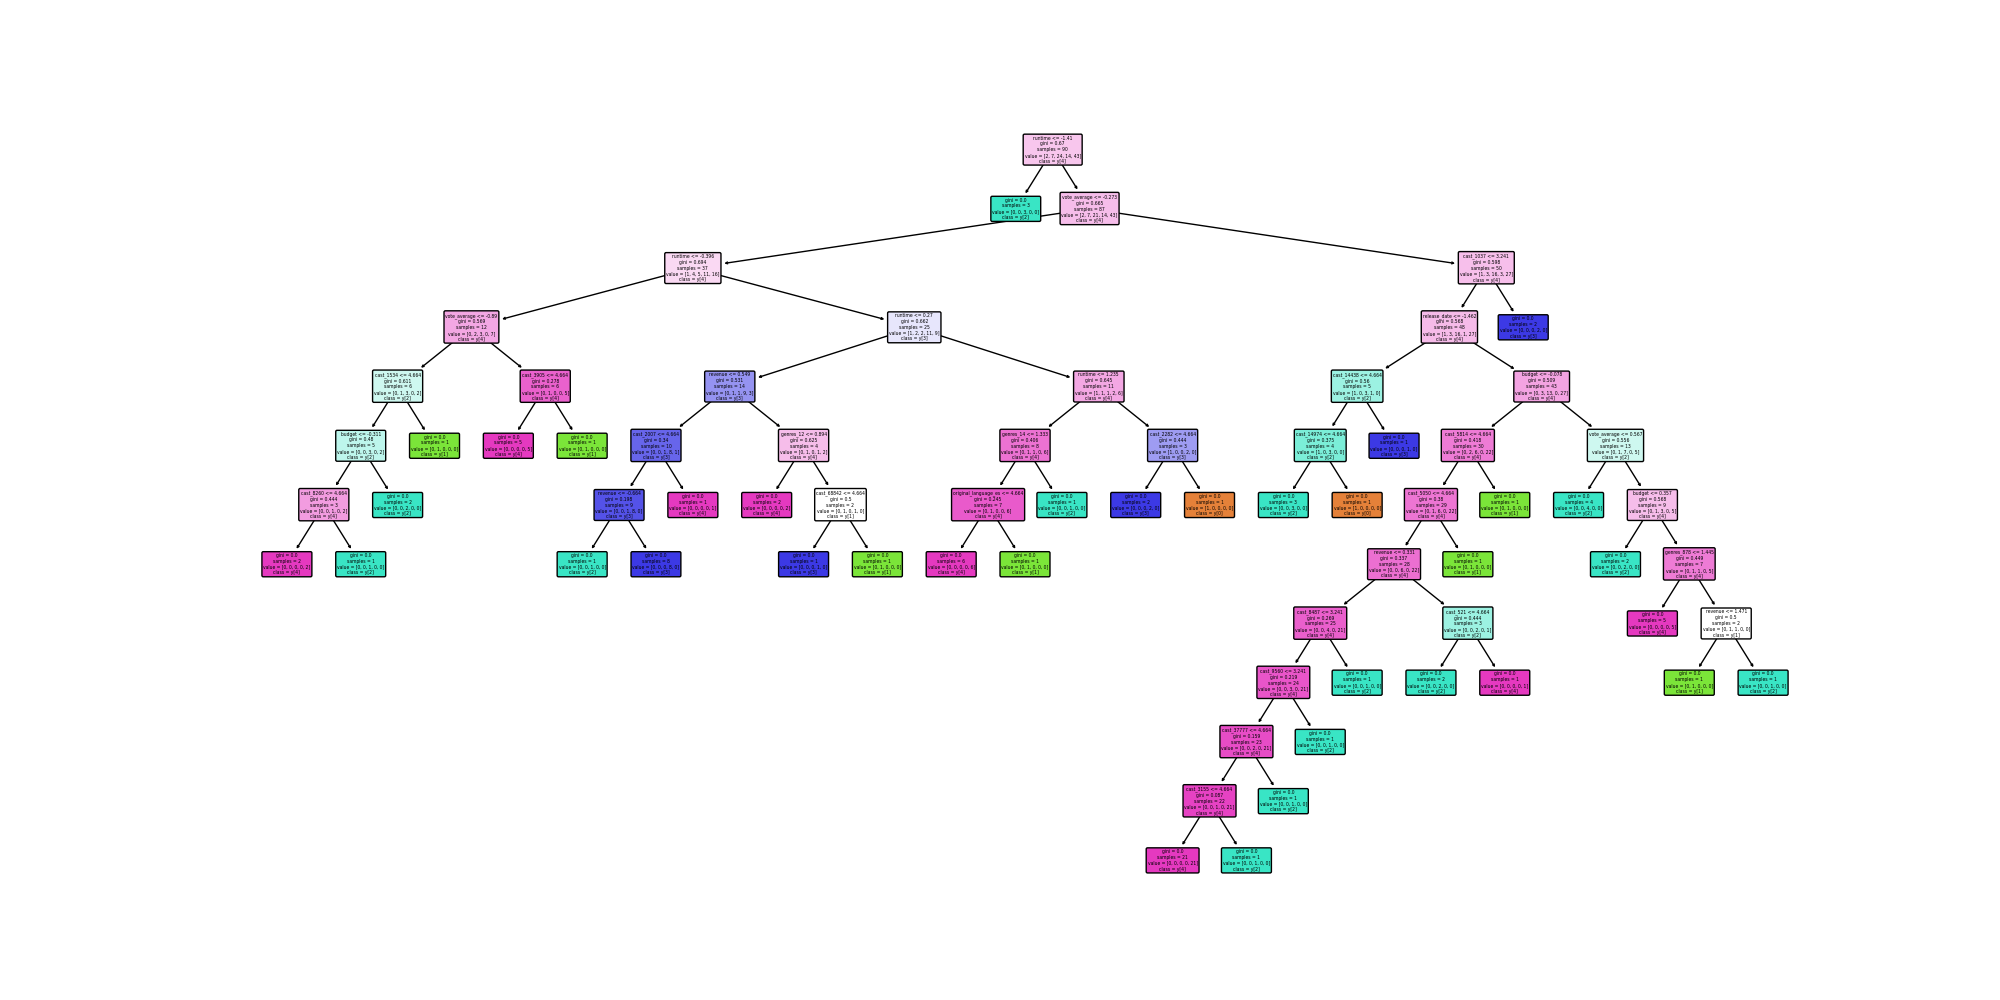 runtime <= -1.41
gini = 0.67
samples = 90
value = [2, 7, 24, 14, 43]
class = y[4]
gini = 0.0
samples = 3
value = [0, 0, 3, 0, 0]
class = y[2]
vote_average <= -0.273
gini = 0.665
samples = 87
value = [2, 7, 21, 14, 43]
class = y[4]
runtime <= -0.396
gini = 0.694
samples = 37
value = [1, 4, 5, 11, 16]
class = y[4]
cast_1037 <= 3.241
gini = 0.598
samples = 50
value = [1, 3, 16, 3, 27]
class = y[4]
vote_average <= -0.89
gini = 0.569
samples = 12
value = [0, 2, 3, 0, 7]
class = y[4]
runtime <= 0.27
gini = 0.662
samples = 25
value = [1, 2, 2, 11, 9]
class = y[3]
release_date <= -1.462
gini = 0.568
samples = 48
value = [1, 3, 16, 1, 27]
class = y[4]
gini = 0.0
samples = 2
value = [0, 0, 0, 2, 0]
class = y[3]
cast_1534 <= 4.664
gini = 0.611
samples = 6
value = [0, 1, 3, 0, 2]
class = y[2]
cast_3905 <= 4.664
gini = 0.278
samples = 6
value = [0, 1, 0, 0, 5]
class = y[4]
revenue <= 0.549
gini = 0.531
samples = 14
value = [0, 1, 1, 9, 3]
class = y[3]
runtime <= 1.235
gini = 0.645
samples = 11
value = [1, 1, 1, 2, 6]
class = y[4]
cast_14438 <= 4.664
gini = 0.56
samples = 5
value = [1, 0, 3, 1, 0]
class = y[2]
budget <= -0.078
gini = 0.509
samples = 43
value = [0, 3, 13, 0, 27]
class = y[4]
budget <= -0.311
gini = 0.48
samples = 5
value = [0, 0, 3, 0, 2]
class = y[2]
gini = 0.0
samples = 1
value = [0, 1, 0, 0, 0]
class = y[1]
gini = 0.0
samples = 5
value = [0, 0, 0, 0, 5]
class = y[4]
gini = 0.0
samples = 1
value = [0, 1, 0, 0, 0]
class = y[1]
cast_2907 <= 4.664
gini = 0.34
samples = 10
value = [0, 0, 1, 8, 1]
class = y[3]
genres_12 <= 0.894
gini = 0.625
samples = 4
value = [0, 1, 0, 1, 2]
class = y[4]
genres_14 <= 1.333
gini = 0.406
samples = 8
value = [0, 1, 1, 0, 6]
class = y[4]
cast_2282 <= 4.664
gini = 0.444
samples = 3
value = [1, 0, 0, 2, 0]
class = y[3]
cast_14974 <= 4.664
gini = 0.375
samples = 4
value = [1, 0, 3, 0, 0]
class = y[2]
gini = 0.0
samples = 1
value = [0, 0, 0, 1, 0]
class = y[3]
cast_5814 <= 4.664
gini = 0.418
samples = 30
value = [0, 2, 6, 0, 22]
class = y[4]
vote_average <= 0.567
gini = 0.556
samples = 13
value = [0, 1, 7, 0, 5]
class = y[2]
cast_8260 <= 4.664
gini = 0.444
samples = 3
value = [0, 0, 1, 0, 2]
class = y[4]
gini = 0.0
samples = 2
value = [0, 0, 2, 0, 0]
class = y[2]
revenue <= -0.664
gini = 0.198
samples = 9
value = [0, 0, 1, 8, 0]
class = y[3]
gini = 0.0
samples = 1
value = [0, 0, 0, 0, 1]
class = y[4]
gini = 0.0
samples = 2
value = [0, 0, 0, 0, 2]
class = y[4]
cast_68842 <= 4.664
gini = 0.5
samples = 2
value = [0, 1, 0, 1, 0]
class = y[1]
original_language_es <= 4.664
gini = 0.245
samples = 7
value = [0, 1, 0, 0, 6]
class = y[4]
gini = 0.0
samples = 1
value = [0, 0, 1, 0, 0]
class = y[2]
gini = 0.0
samples = 2
value = [0, 0, 0, 2, 0]
class = y[3]
gini = 0.0
samples = 1
value = [1, 0, 0, 0, 0]
class = y[0]
gini = 0.0
samples = 3
value = [0, 0, 3, 0, 0]
class = y[2]
gini = 0.0
samples = 1
value = [1, 0, 0, 0, 0]
class = y[0]
cast_5050 <= 4.664
gini = 0.38
samples = 29
value = [0, 1, 6, 0, 22]
class = y[4]
gini = 0.0
samples = 1
value = [0, 1, 0, 0, 0]
class = y[1]
gini = 0.0
samples = 4
value = [0, 0, 4, 0, 0]
class = y[2]
budget <= 0.357
gini = 0.568
samples = 9
value = [0, 1, 3, 0, 5]
class = y[4]
gini = 0.0
samples = 2
value = [0, 0, 0, 0, 2]
class = y[4]
gini = 0.0
samples = 1
value = [0, 0, 1, 0, 0]
class = y[2]
gini = 0.0
samples = 1
value = [0, 0, 1, 0, 0]
class = y[2]
gini = 0.0
samples = 8
value = [0, 0, 0, 8, 0]
class = y[3]
gini = 0.0
samples = 1
value = [0, 0, 0, 1, 0]
class = y[3]
gini = 0.0
samples = 1
value = [0, 1, 0, 0, 0]
class = y[1]
gini = 0.0
samples = 6
value = [0, 0, 0, 0, 6]
class = y[4]
gini = 0.0
samples = 1
value = [0, 1, 0, 0, 0]
class = y[1]
revenue <= 0.331
gini = 0.337
samples = 28
value = [0, 0, 6, 0, 22]
class = y[4]
gini = 0.0
samples = 1
value = [0, 1, 0, 0, 0]
class = y[1]
gini = 0.0
samples = 2
value = [0, 0, 2, 0, 0]
class = y[2]
genres_878 <= 1.445
gini = 0.449
samples = 7
value = [0, 1, 1, 0, 5]
class = y[4]
cast_8487 <= 3.241
gini = 0.269
samples = 25
value = [0, 0, 4, 0, 21]
class = y[4]
cast_521 <= 4.664
gini = 0.444
samples = 3
value = [0, 0, 2, 0, 1]
class = y[2]
gini = 0.0
samples = 5
value = [0, 0, 0, 0, 5]
class = y[4]
revenue <= 1.471
gini = 0.5
samples = 2
value = [0, 1, 1, 0, 0]
class = y[1]
cast_6560 <= 3.241
gini = 0.219
samples = 24
value = [0, 0, 3, 0, 21]
class = y[4]
gini = 0.0
samples = 1
value = [0, 0, 1, 0, 0]
class = y[2]
gini = 0.0
samples = 2
value = [0, 0, 2, 0, 0]
class = y[2]
gini = 0.0
samples = 1
value = [0, 0, 0, 0, 1]
class = y[4]
gini = 0.0
samples = 1
value = [0, 1, 0, 0, 0]
class = y[1]
gini = 0.0
samples = 1
value = [0, 0, 1, 0, 0]
class = y[2]
cast_37777 <= 4.664
gini = 0.159
samples = 23
value = [0, 0, 2, 0, 21]
class = y[4]
gini = 0.0
samples = 1
value = [0, 0, 1, 0, 0]
class = y[2]
cast_3155 <= 4.664
gini = 0.087
samples = 22
value = [0, 0, 1, 0, 21]
class = y[4]
gini = 0.0
samples = 1
value = [0, 0, 1, 0, 0]
class = y[2]
gini = 0.0
samples = 21
value = [0, 0, 0, 0, 21]
class = y[4]
gini = 0.0
samples = 1
value = [0, 0, 1, 0, 0]
class = y[2]